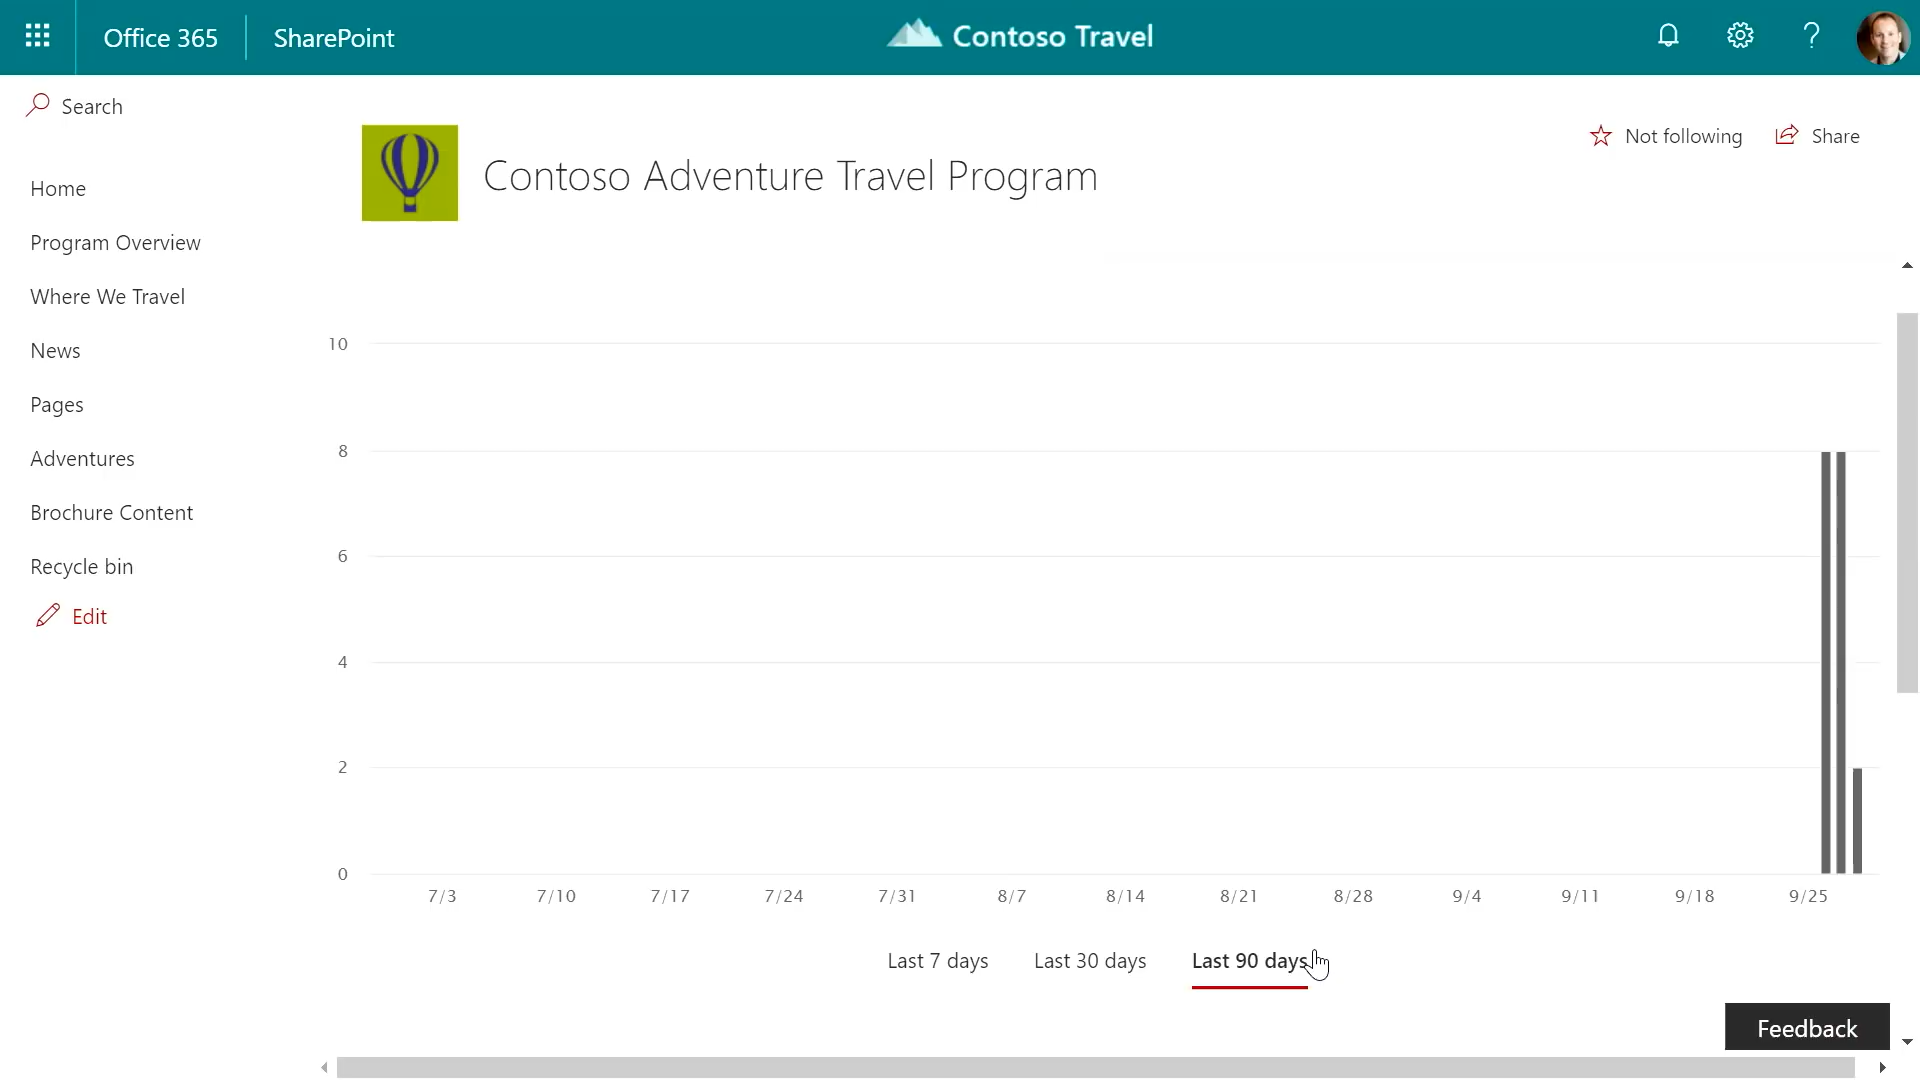 Office 365
SharePoint
Contoso Travel
?
Search
Not following
Share
Contoso Adventure Travel Program
Home
Program Overview
Where We Travel
News
Pages
Adventures
Brochure Content
Recycle bin
Edit
10
8
6
4
2
0
7/3 7/10 7/17 7/24 7/31 8/7 8/14 8/21 8/28 9/4 9/11 9/18 9/25
Last 7 days Last 30 days Last 90 days
Feedback